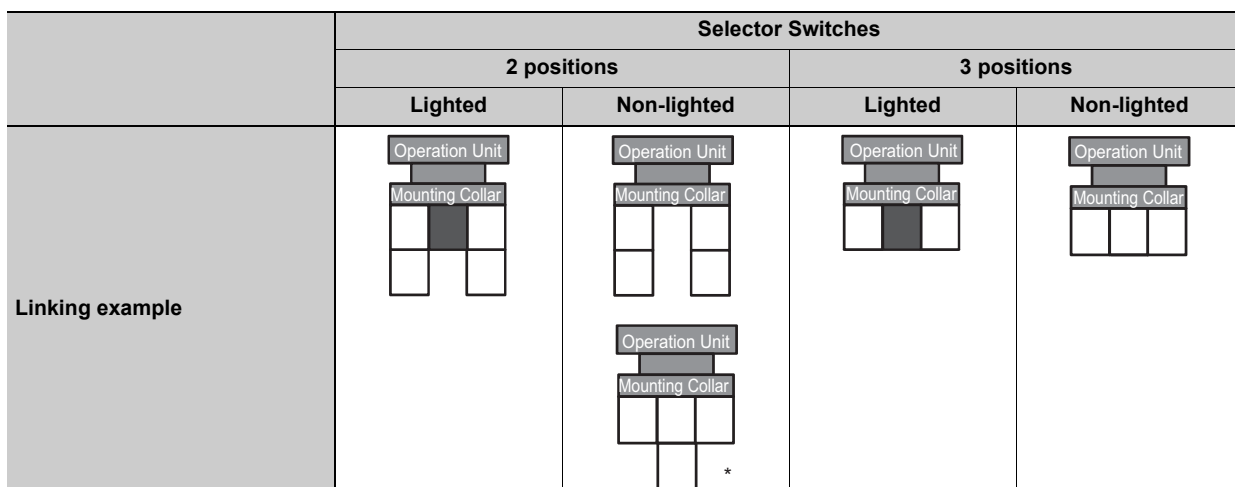 Selector Switches
2 positions
3 positions
Lighted
Non-lighted
Lighted
Non-lighted
Linking example
Operation Unit
Mounting Collar
Operation Unit
Mounting Collar
Operation Unit
Mounting Collar
*
Operation Unit
Mounting Collar
Operation Unit
Mounting Collar